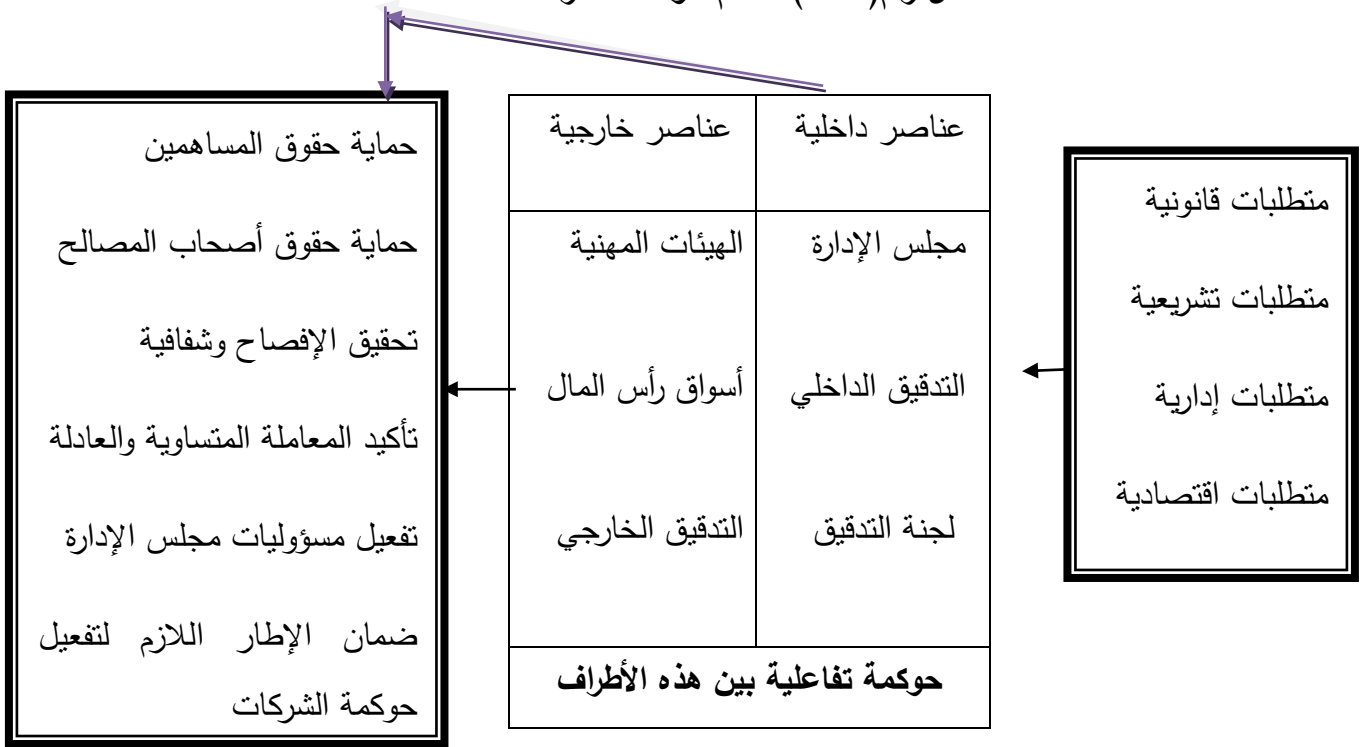 متطلبات قانونية
متطلبات تشريعية
متطلبات إدارية
متطلبات اقتصادية
عناصر داخلية
عناصر خارجية
مجلس الإدارة
الهيئات المهنية
التدقيق الداخلي
أسواق رأس المال
لجنة التدقيق
التدقيق الخارجي
حوكمة تفاعلية بين هذه الأطراف
حماية حقوق المساهمين
حماية حقوق أصحاب المصالح
تحقيق الإفصاح وشفافية
تأكيد المعاملة المتساوية والعادلة
تفعيل مسؤوليات مجلس الإدارة
ضمان الإطار اللازم لتفعيل
حوكمة الشركات